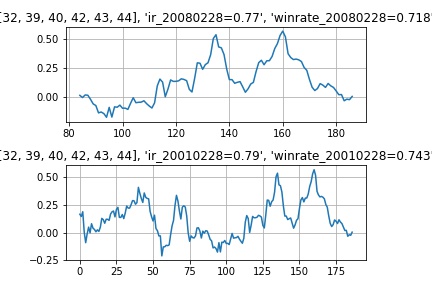 [32, 39, 40, 42, 43, 44], 'ir_20080228=0.77', 'winrate_20080228=0.718'
0.50
0.25
0.00
80 100 120 140 160 180
[32, 39, 40, 42, 43, 44], 'ir_20010228=0.79', 'winrate_20010228=0.743'
0.50
0.25
0.00
−0.25
0 25 50 75 100 125 150 175